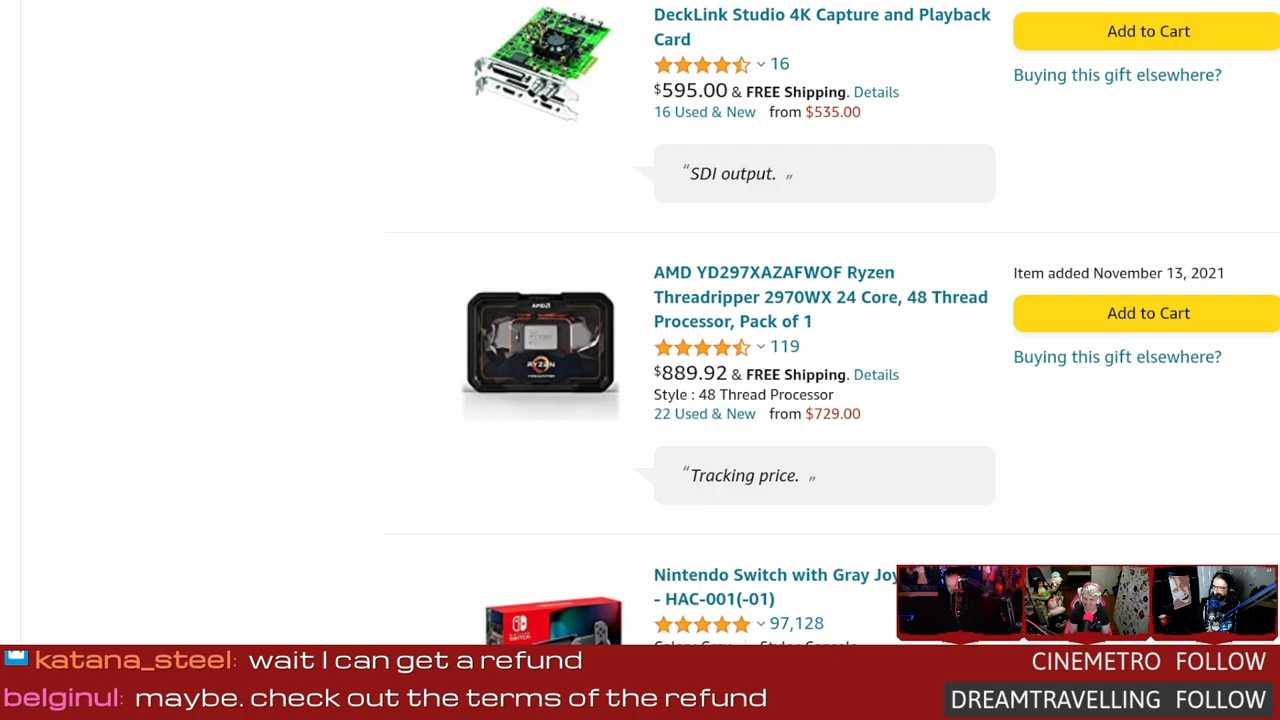 DeckLink Studio 4K Capture and Playback
Card
16
$595.00 & FREE Shipping. Details
16 Used & New from $535.00
Add to Cart
Buying this gift elsewhere?
“SDI output. ”
AMD YD297XAZAFWOF Ryzen
Threadripper 2970WX 24 Core, 48 Thread
Processor, Pack of 1
119
$889.92 & FREE Shipping. Details
Style : 48 Thread Processor
22 Used & New from $729.00
Item added November 13, 2021
Add to Cart
Buying this gift elsewhere?
AMD
RYZEN
“Tracking price. ”
Nintendo Switch with Gray Joy
- HAC-001(-01)
97,128
katana_steel: wait I can get a refund
belginul: maybe. check out the terms of the refund
CINEMETRO FOLLOW
DREAMTRAVELLING FOLLOW